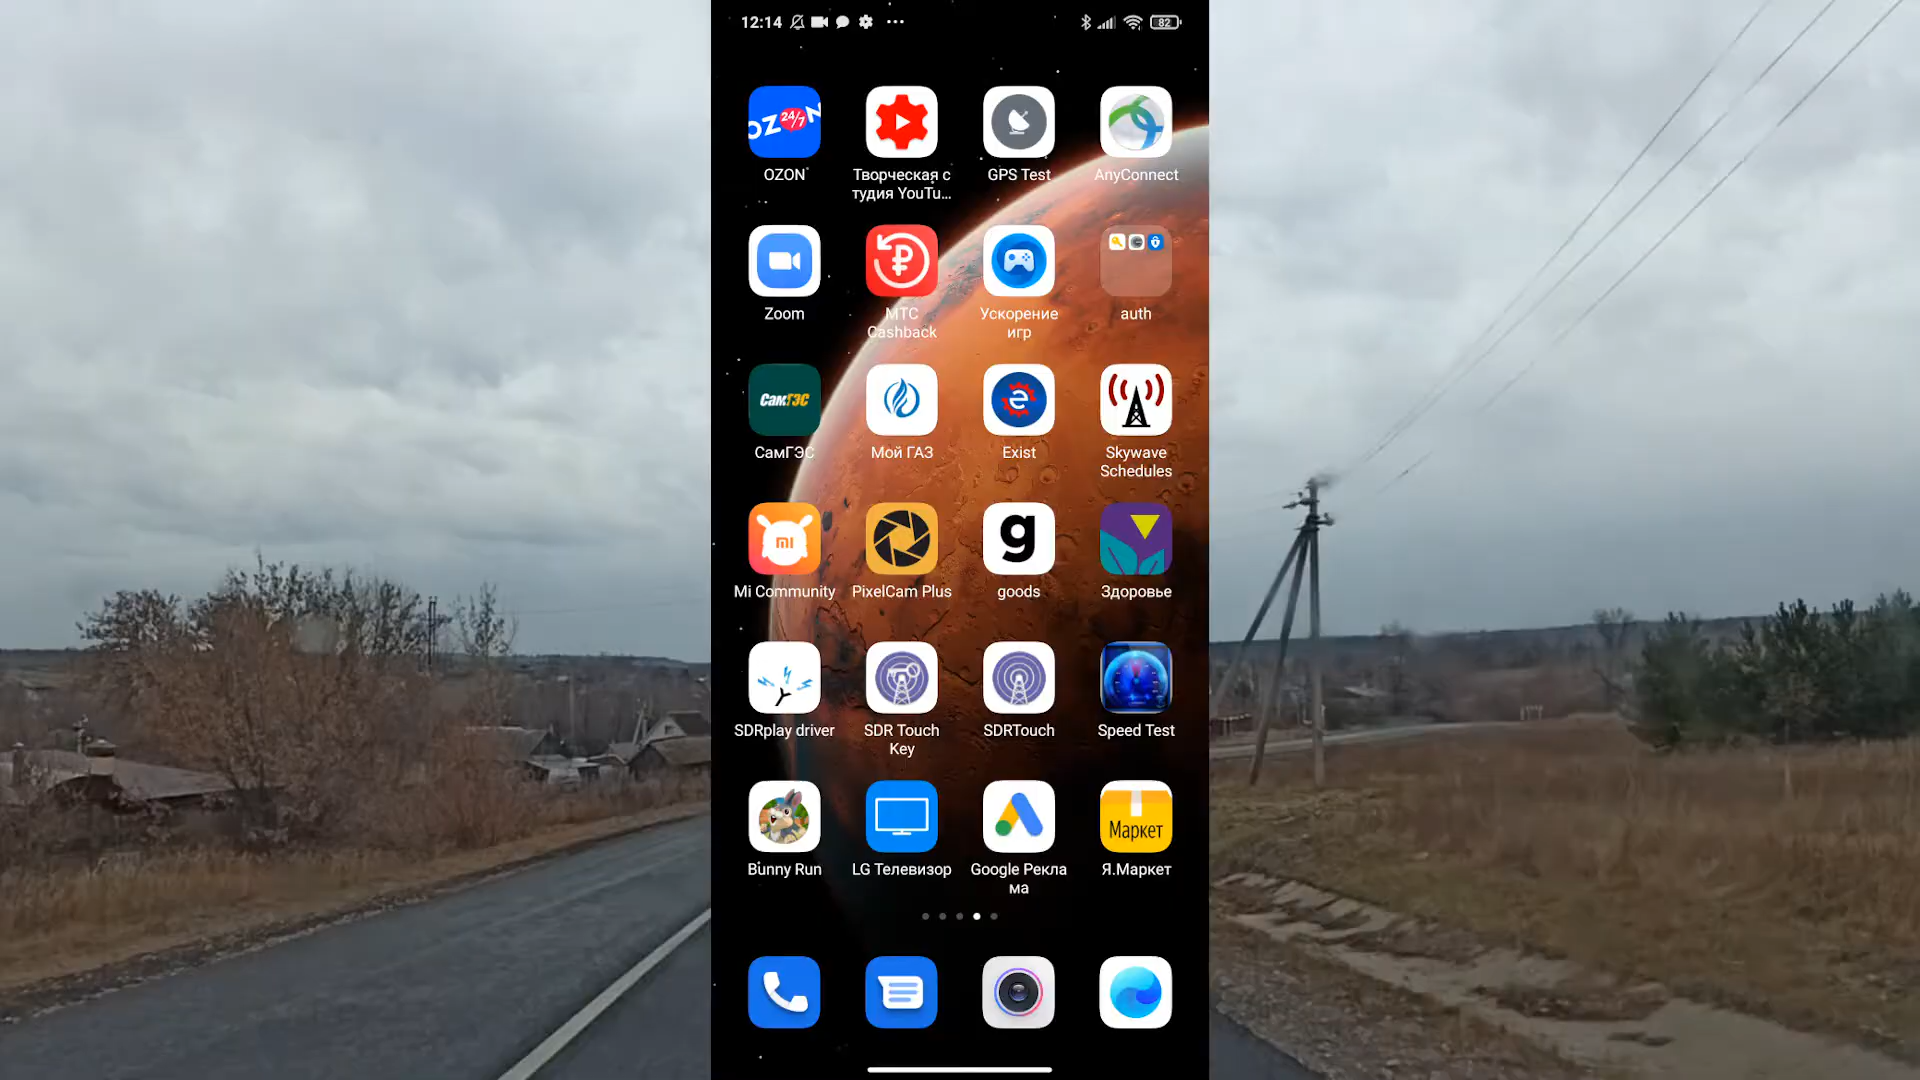 12:14
82
OZON 24/7
OZON
Творческая с
тудия YouTu...
GPS Test
AnyConnect
Zoom
МТС
Cashback
Ускорение
игр
auth
СамГЭС
СамГЭС
Мой ГАЗ
Exist
Skywave
Schedules
mi
g
Mi Community
PixelCam Plus
goods
Здоровье
SDRplay driver
SDR Touch
Key
SDRTouch
Speed Test
Маркет
Bunny Run
LG Телевизор
Google Рекла
ма
Я.Маркет